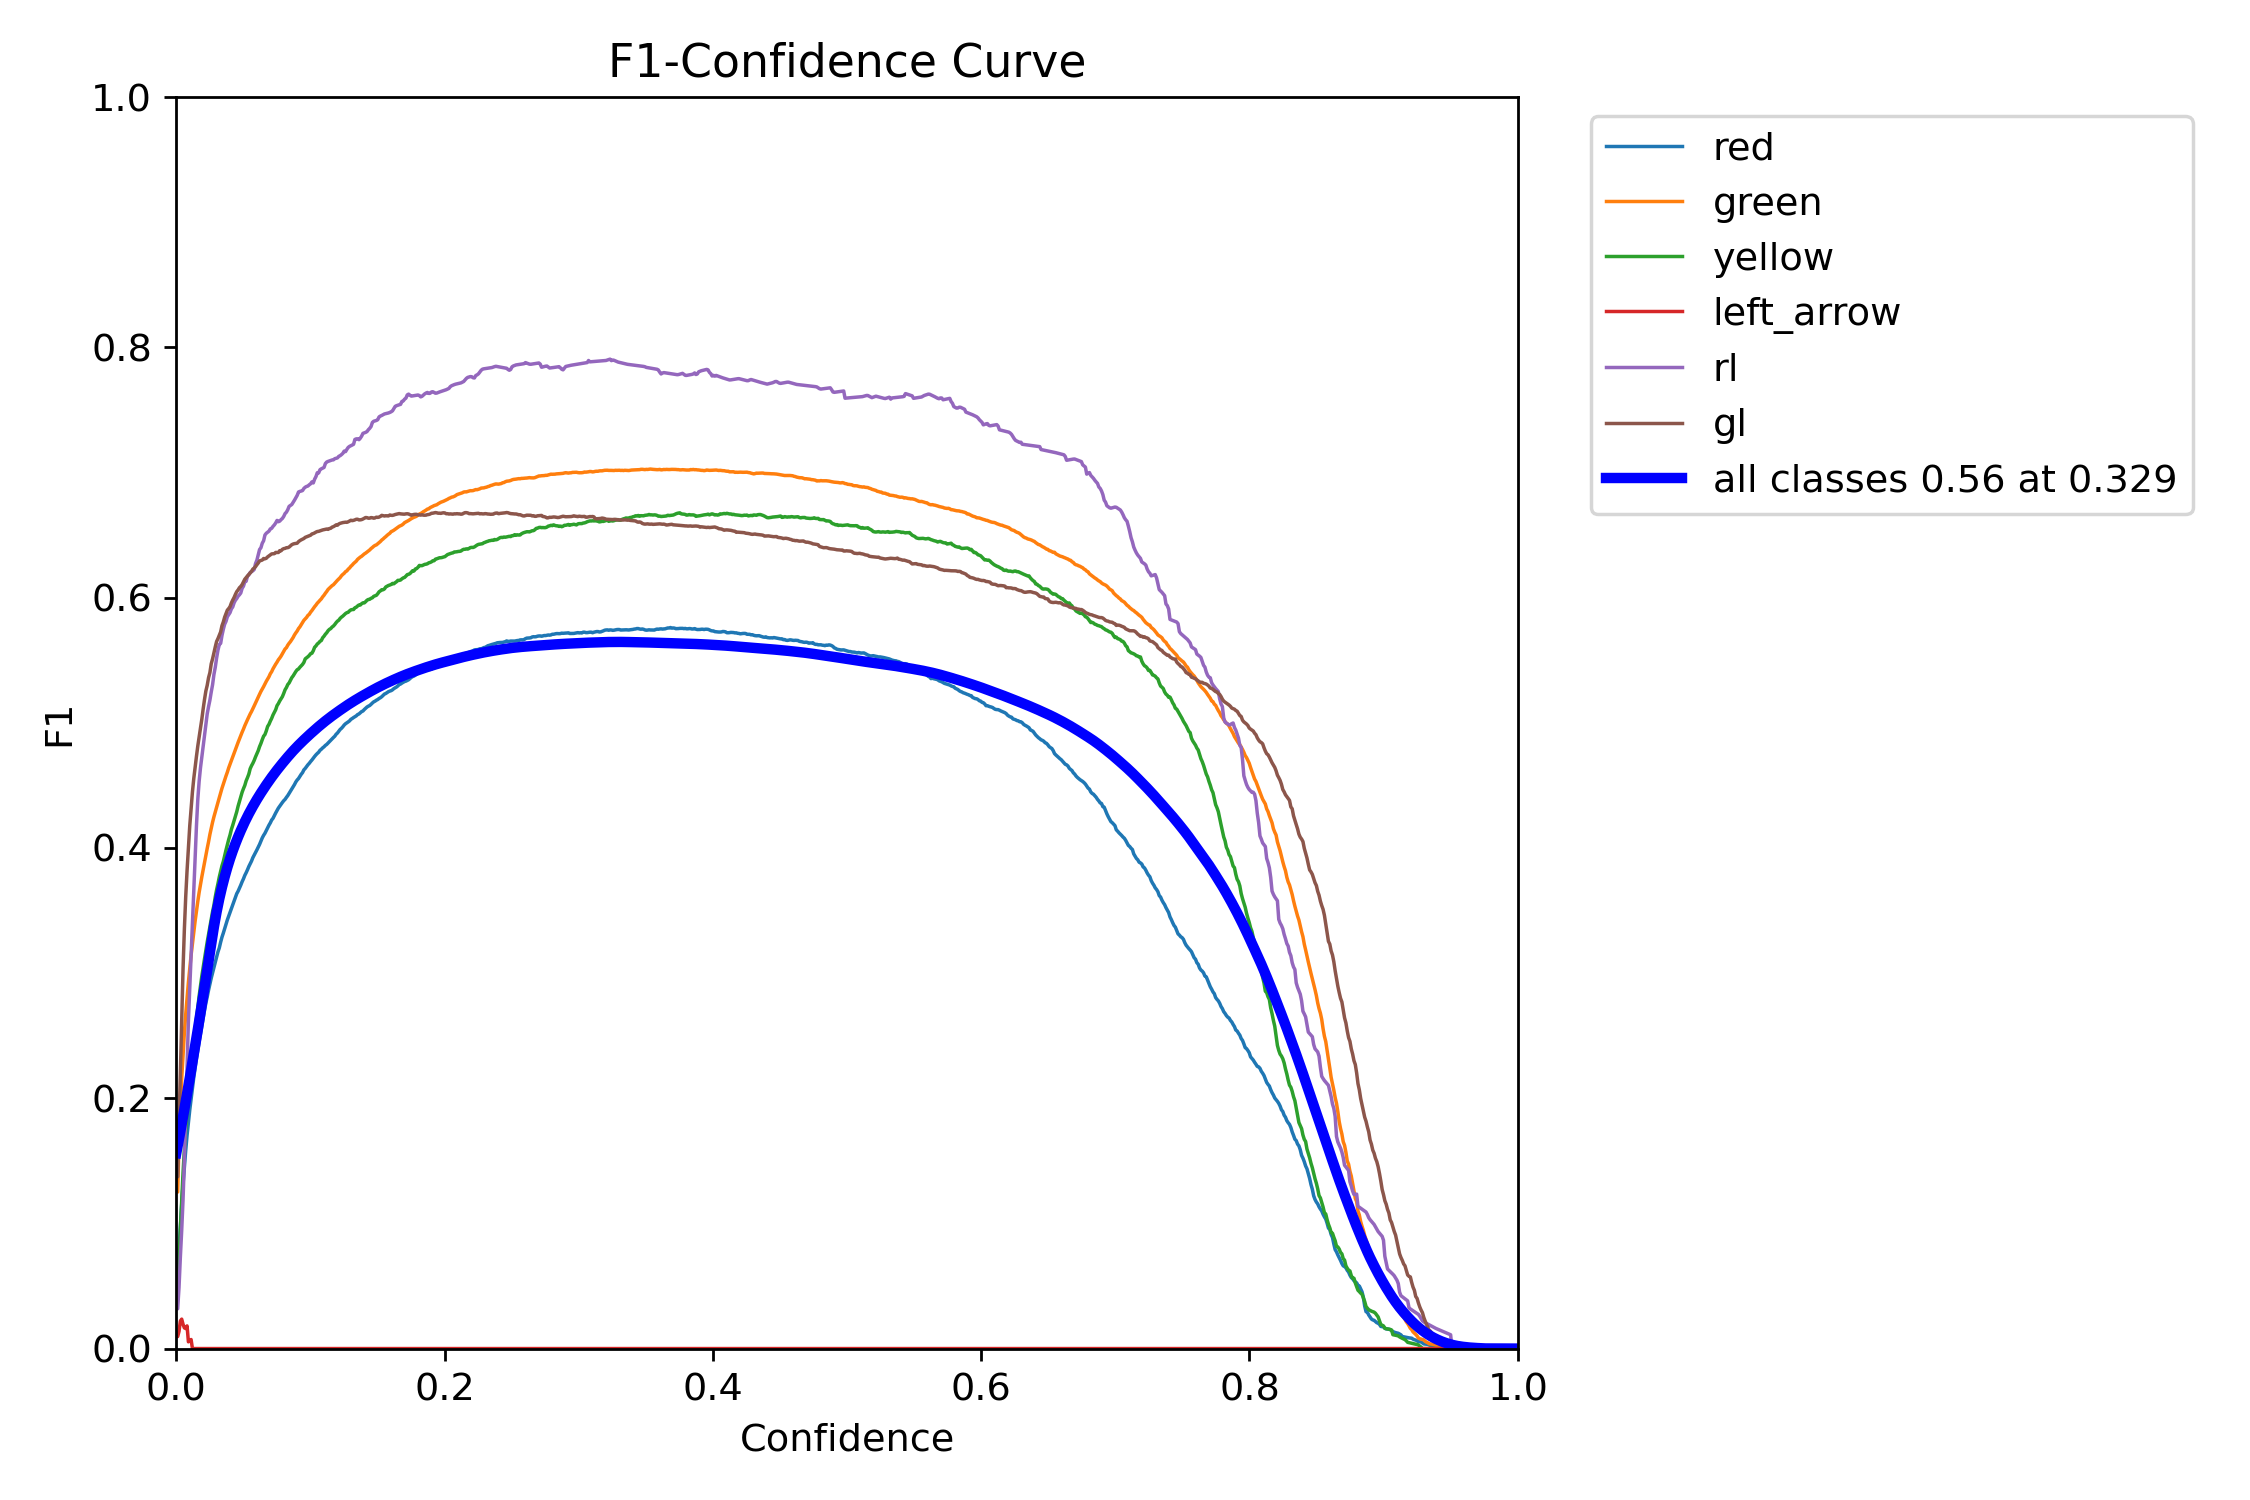 F1-Confidence Curve
1.0
0.8
0.6
0.4
0.2
0.0
F1
0.0 0.2 0.4 0.6 0.8 1.0
Confidence
red
green
yellow
left_arrow
rl
gl
all classes 0.56 at 0.329